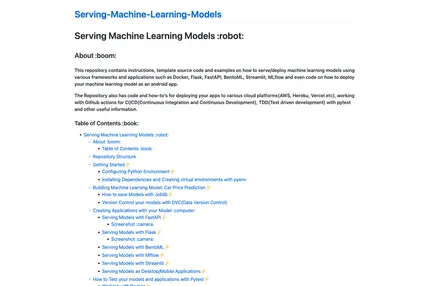 Serving-Machine-Learning-Models
Serving Machine Learning Models :robot:
About :boom:
This repository contains instructions, template source code and examples on how to serve/deploy machine learning models using
various frameworks and applications such as Docker, Flask, FastAPI, BentoML, Streamlit, MLflow and even code on how to deploy
your machine learning model as an android app.
The Repository also has code and how-to's for deploying your apps to various cloud platforms(AWS, Heroku, Vercel etc), working
with Github actions for CI/CD(Continuous Integration and Continuous Development), TDD(Test driven development) with pytest
and other useful information.
Table of Contents :book:
• Serving Machine Learning Models :robot:
◦ About :boom:
▪ Table of Contents :book:
◦ Repository Structure
◦ Getting Started⚡
▪ Configuring Python Environment⚡
▪ Installing Dependencies and Creating virtual environments with pyenv
◦ Building Machine Learning Model: Car Price Prediction⚡
▪ How to save Models with Joblib⚡
▪ Version Control your models with DVC(Data Version Control)
◦ Creating Applications with your Model :computer:
▪ Serving Models with FastAPI⚡
▪ Screenshot :camera:
▪ Serving Models with Flask⚡
▪ Screenshot :camera:
▪ Serving Models with BentoML⚡
▪ Serving Models with Mlflow⚡
▪ Serving Models with Streamlit⚡
▪ Serving Models as Desktop/Mobile Applications⚡
◦ How to Test your models and applications with Pytest⚡